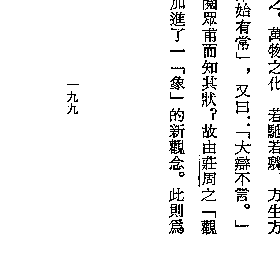 之。萬物之化 若馳若驟 方生方
始有常」，又曰：「大辯不言。」
閱眾甫而知其狀？故由莊周之「觀
加進了一「象」的新觀念。此則爲
一九九